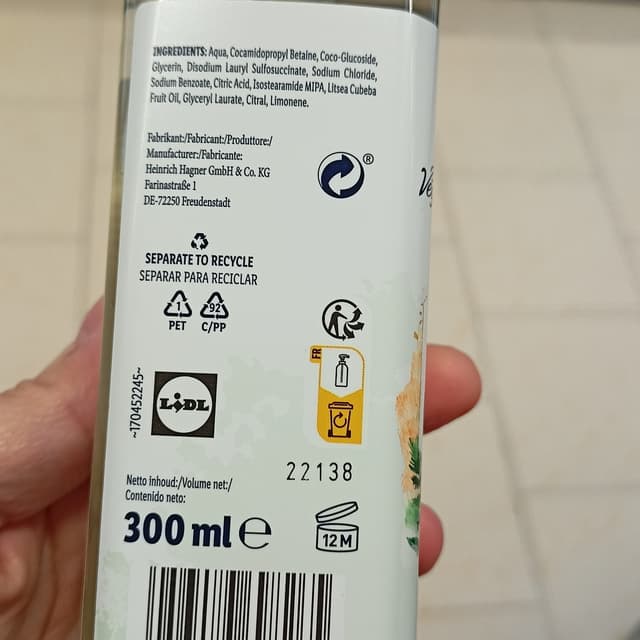 INGREDIENTS: Aqua, Cocamidopropyl Betaine, Coco-Glucoside,
Glycerin, Disodium Lauryl Sulfosuccinate, Sodium Chloride,
Sodium Benzoate, Citric Acid, Isostearamide MIPA, Litsea Cubeba
Fruit Oil, Glyceryl Laurate, Citral, Limonene.
Fabrikant:/Fabricant:/Produttore:/
Manufacturer:/Fabricante:
Heinrich Hagner GmbH & Co. KG
Farinastraße 1
DE-72250 Freudenstadt
®
SEPARATE TO RECYCLE
SEPARAR PARA RECICLAR
1
PET
92
C/PP
FR
~170452245~
LIDL
22138
Netto inhoud:/Volume net:/
Contenido neto:
300 ml e
12 M